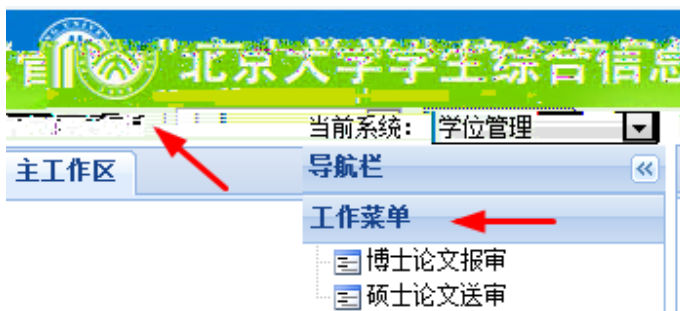 北京大学学生综合信息
当前系统： 学位管理
主工作区
导航栏
工作菜单
博士论文报审
硕士论文送审